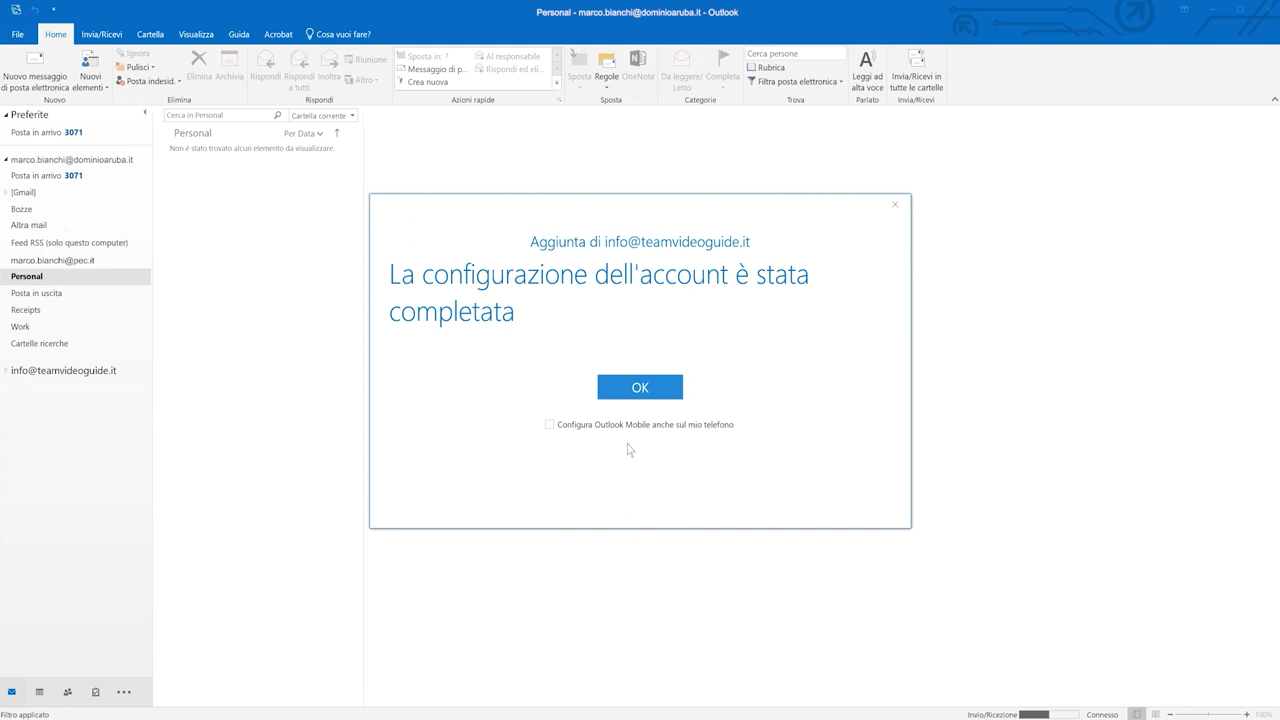 Personal - marco.bianchi@dominioaruba.it - Outlook
File Home Invia/Ricevi Cartella Visualizza Guida Acrobat Cosa vuoi fare?
Nuovo messaggio di posta elettronica
Nuovi elementi
Nuovo
Ignora
Pulisci
Posta indesid.
Elimina
Archivia
Elimina
Rispondi
Rispondi a tutti
Inoltra
Riunione
Altro
Rispondi
Sposta in: ?
Messaggio di p...
Crea nuova
Al responsabile
Rispondi ed eli...
Azioni rapide
Sposta
Regole
OneNote
Sposta
Da leggere/ Letto
Completa
Categorie
Cerca persone
Rubrica
Filtra posta elettronica
Trova
Leggi ad alta voce
Parlato
Invia/Ricevi in tutte le cartelle
Invia/Ricevi
Preferite
Posta in arrivo 3071
marco.bianchi@dominioaruba.it
Posta in arrivo 3071
[Gmail]
Bozze
Altra mail
Feed RSS (solo questo computer)
marco.bianchi@pec.it
Personal
Posta in uscita
Receipts
Work
Cartelle ricerche
info@teamvideoguide.it
Cerca in Personal
Cartella corrente
Personal
Per Data
Non è stato trovato alcun elemento da visualizzare.
Aggiunta di info@teamvideoguide.it
La configurazione dell'account è stata
completata
OK
Configura Outlook Mobile anche sul mio telefono
Filtro applicato
Invio/Ricezione
Connesso
100%